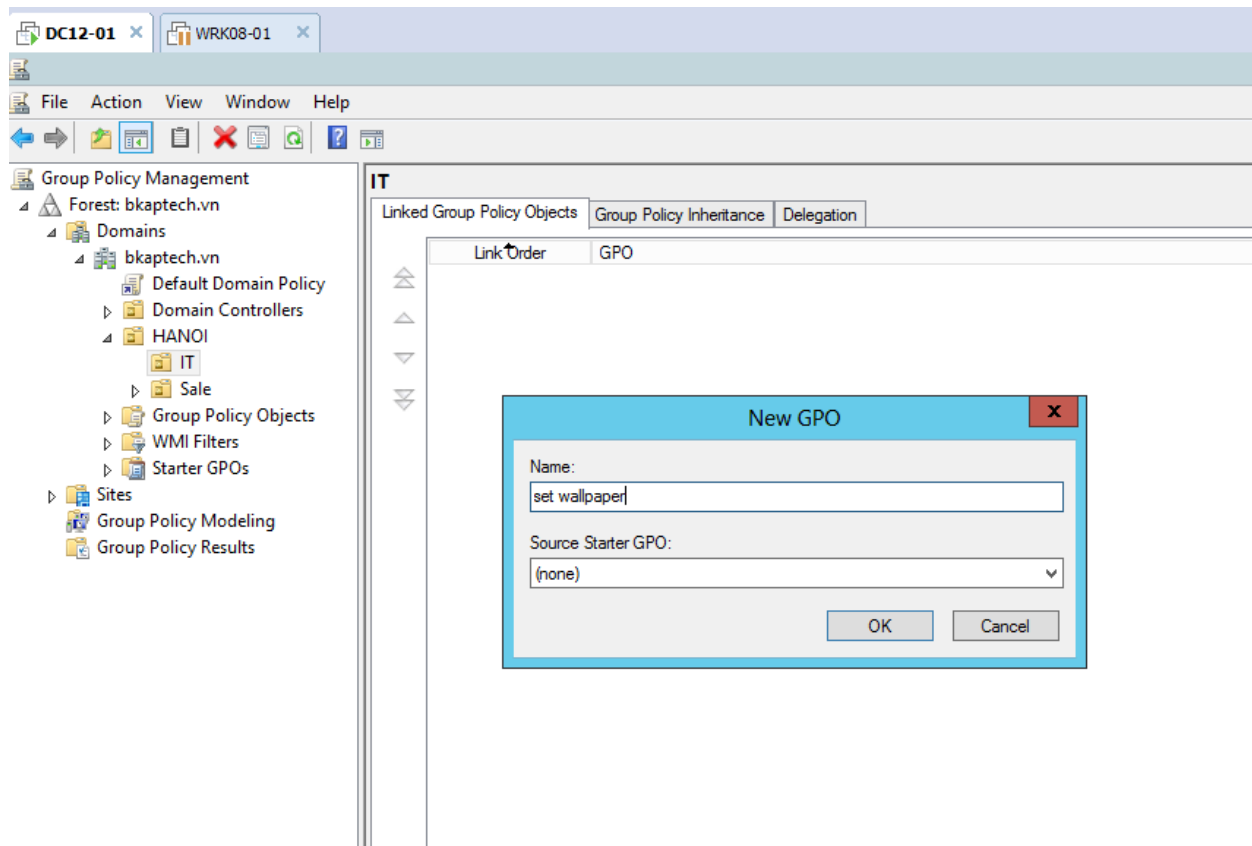 DC12-01
WRK08-01
File Action View Window Help
Group Policy Management
Forest: bkaptech.vn
Domains
bkaptech.vn
Default Domain Policy
Domain Controllers
HANOI
IT
Sale
Group Policy Objects
WMI Filters
Starter GPOs
Sites
Group Policy Modeling
Group Policy Results
IT
Linked Group Policy Objects Group Policy Inheritance Delegation
Link Order GPO
New GPO
x
Name:
set wallpaper
Source Starter GPO:
(none)
OK Cancel